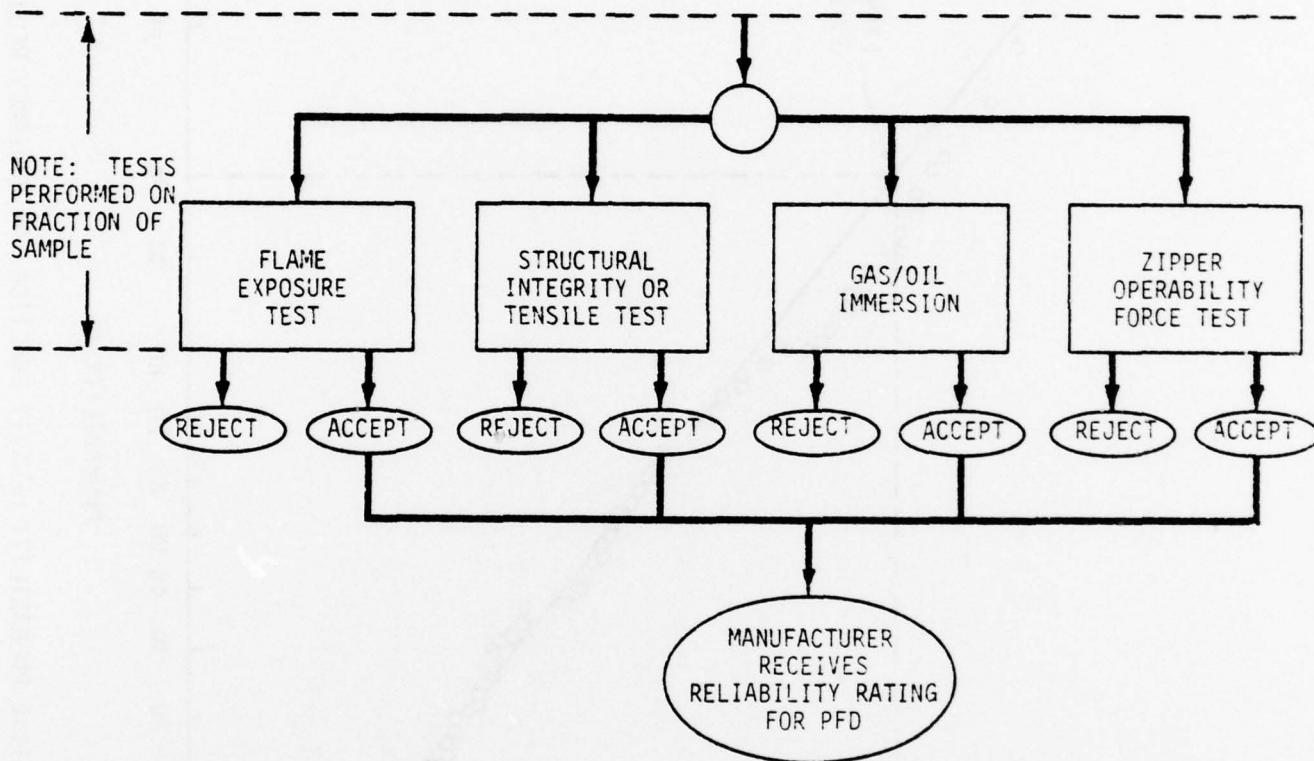 NOTE: TESTS
PERFORMED ON
FRACTION OF
SAMPLE
FLAME
EXPOSURE
TEST
STRUCTURAL
INTEGRITY OR
TENSILE TEST
GAS/OIL
IMMERSION
ZIPPER
OPERABILITY
FORCE TEST
REJECT
ACCEPT
REJECT
ACCEPT
REJECT
ACCEPT
REJECT
ACCEPT
MANUFACTURER
RECEIVES
RELIABILITY RATING
FOR PFD